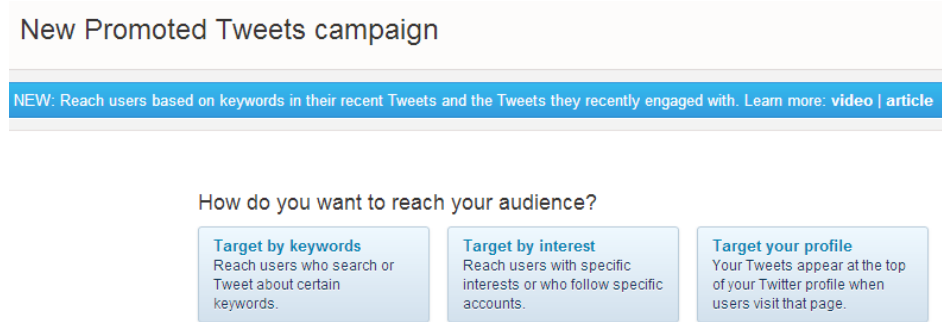 New Promoted Tweets campaign
NEW: Reach users based on keywords in their recent Tweets and the Tweets they recently engaged with. Learn more: video | article
How do you want to reach your audience?
Target by keywords
Reach users who search or
Tweet about certain
keywords.
Target by interest
Reach users with specific
interests or who follow specific
accounts.
Target your profile
Your Tweets appear at the top
of your Twitter profile when
users visit that page.